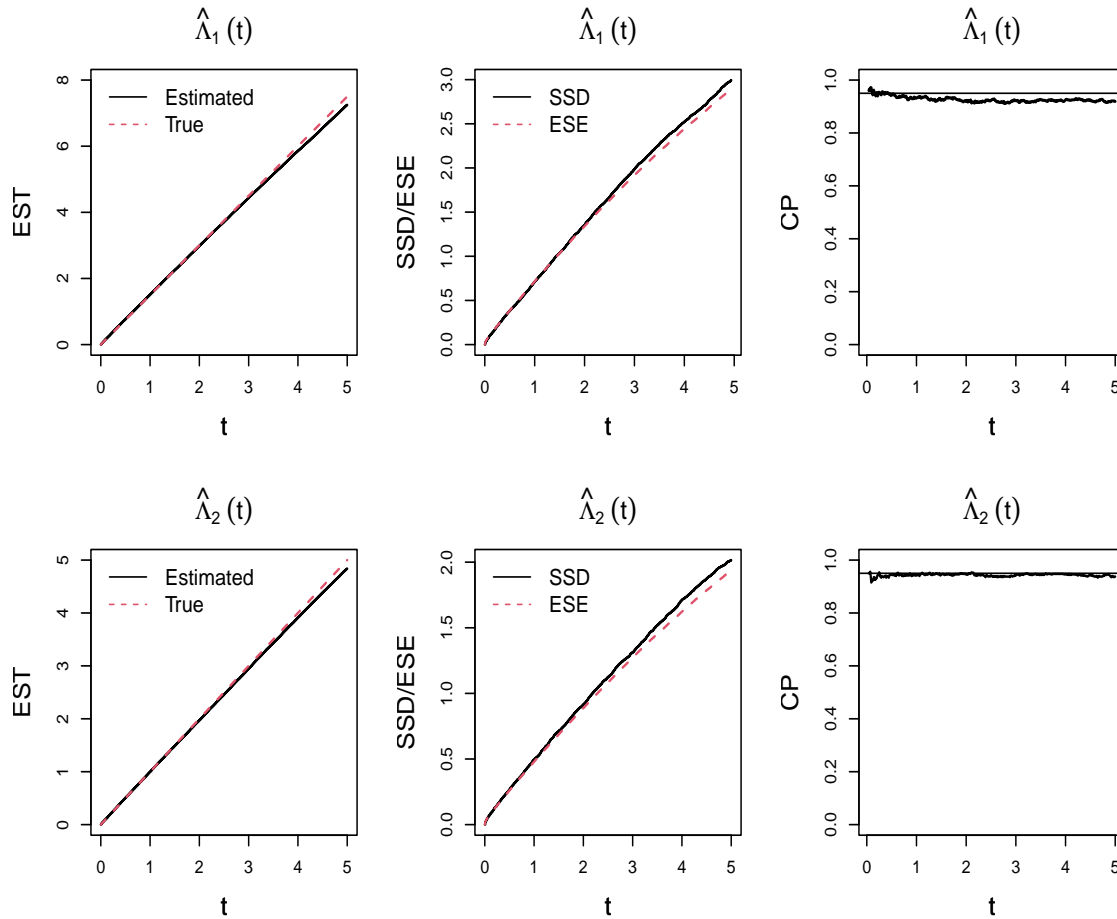 Λ̂₁ (t)
EST
8
6
4
2
0
Estimated
True
0 1 2 3 4 5
t
Λ̂₁ (t)
SSD/ESE
3.0
2.5
2.0
1.5
1.0
0.5
0.0
SSD
ESE
0 1 2 3 4 5
t
Λ̂₁ (t)
CP
1.0
0.8
0.6
0.4
0.2
0.0
0 1 2 3 4 5
t
Λ̂₂ (t)
EST
5
4
3
2
1
0
Estimated
True
0 1 2 3 4 5
t
Λ̂₂ (t)
SSD/ESE
2.0
1.5
1.0
0.5
0.0
SSD
ESE
0 1 2 3 4 5
t
Λ̂₂ (t)
CP
1.0
0.8
0.6
0.4
0.2
0.0
0 1 2 3 4 5
t